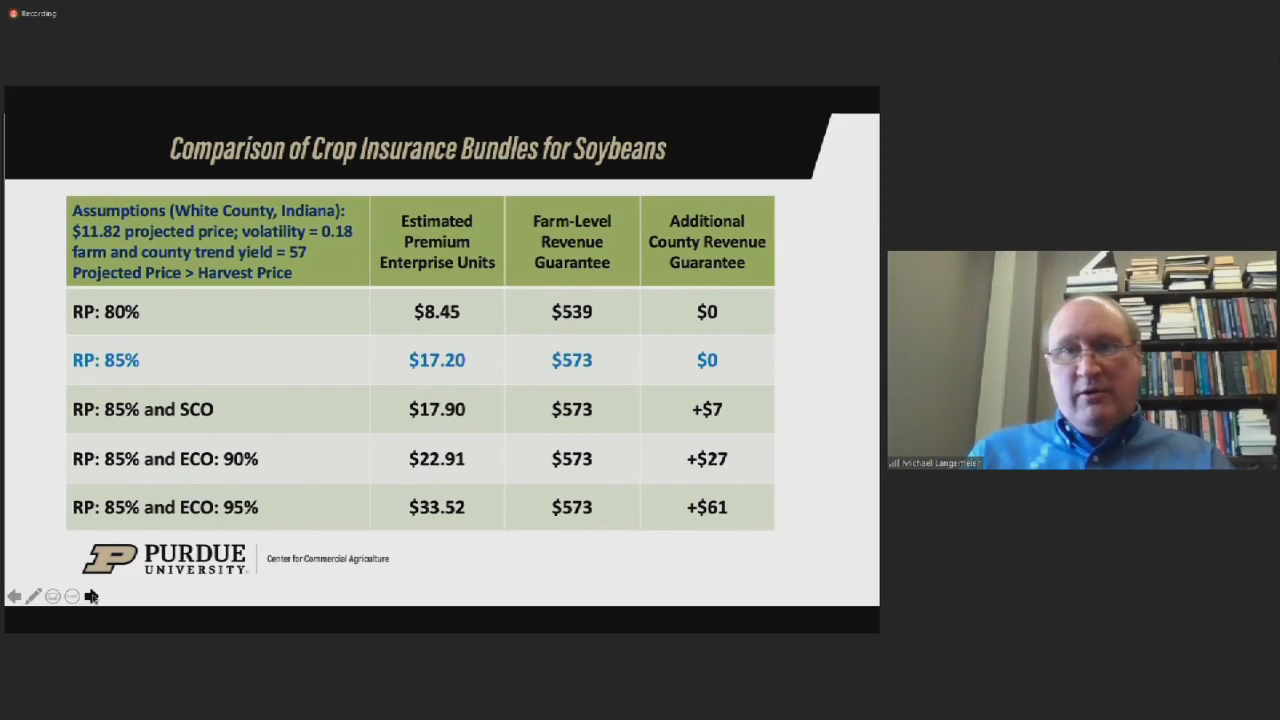 Recording
Comparison of Crop Insurance Bundles for Soybeans
Assumptions (White County, Indiana):
$11.82 projected price; volatility = 0.18
farm and county trend yield = 57
Projected Price > Harvest Price
Estimated
Premium
Enterprise Units
Farm-Level
Revenue
Guarantee
Additional
County Revenue
Guarantee
RP: 80% $8.45 $539 $0
RP: 85% $17.20 $573 $0
RP: 85% and SCO $17.90 $573 +$7
RP: 85% and ECO: 90% $22.91 $573 +$27
RP: 85% and ECO: 95% $33.52 $573 +$61
PURDUE
UNIVERSITY
Center for Commercial Agriculture
Michael Langemeier